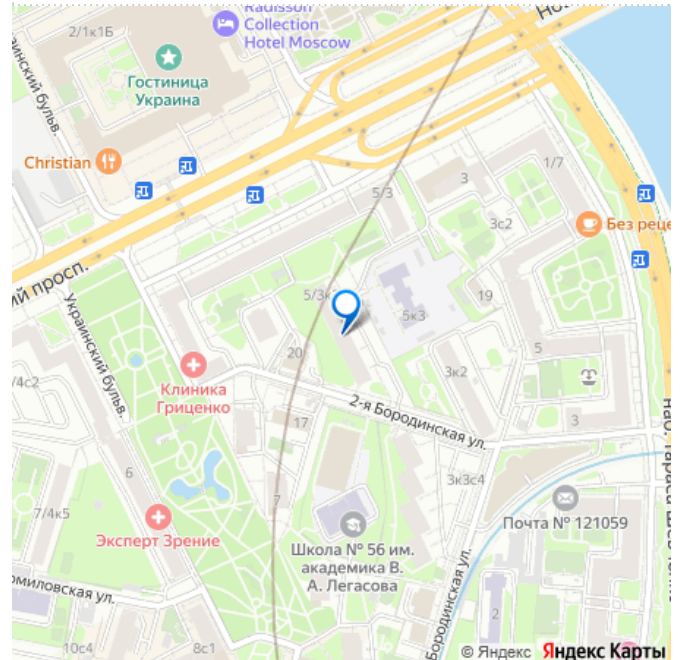 Radisson
Collection
Hotel Moscow
2/1к1Б
Гостиница
Украина
Christian
5/3
3
1/7
3с2
Без реце
ий просп.
Украинский бульв.
5/3к
19
5к3
5
20
3к2
/4с2
Клиника
Гриценко
2-я Бородинская ул.
3
17
6
7
3к3с4
7/4к5
Эксперт Зрение
Школа № 56 им.
академика В.
А. Легасова
Почта № 121059
Бородинская ул.
2
10с4
8с1
© Яндекс Яндекс Карты